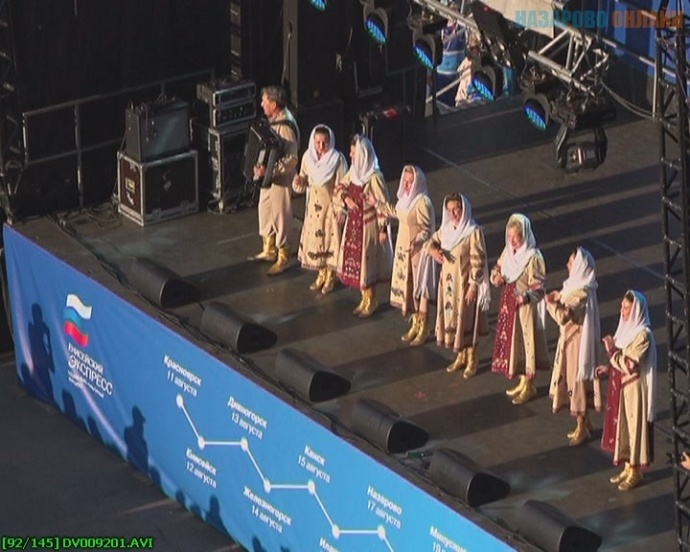 НАЗАРОВО ОНЛАЙН
ЕНИСЕЙСКИЙ
ЭКСПРЕСС
Красноярск
11 августа
Енисейск
12 августа
Дивногорск
13 августа
Железногорск
14 августа
Канск
15 августа
Назарово
17 августа
[92/145] DV009201.AVI